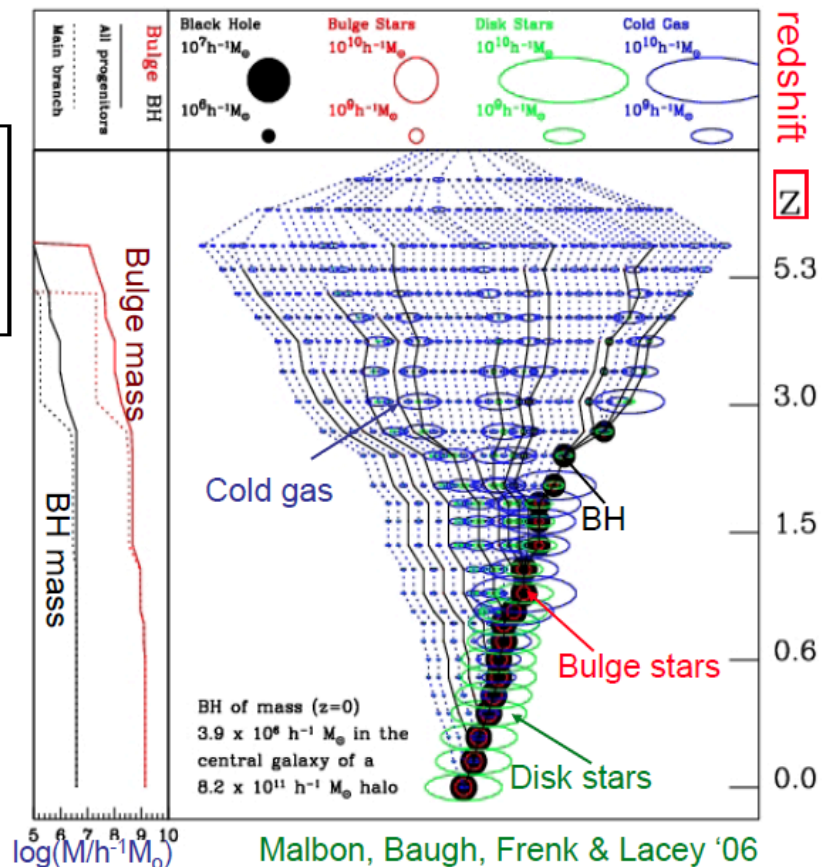 Main branch
All progenitors
Bulge BH
Black Hole
10⁷h⁻¹M⊙
10⁶h⁻¹M⊙
Bulge Stars
10¹⁰h⁻¹M⊙
10⁹h⁻¹M⊙
Disk Stars
10¹⁰h⁻¹M⊙
10⁹h⁻¹M⊙
Cold Gas
10¹⁰h⁻¹M⊙
10⁹h⁻¹M⊙
redshift
z
5.3
3.0
1.5
0.6
0.0
Bulge mass
BH mass
Cold gas
BH
Bulge stars
Disk stars
BH of mass (z=0)
3.9 x 10⁶ h⁻¹ M⊙ in the
central galaxy of a
8.2 x 10¹¹ h⁻¹ M⊙ halo
5 6 7 8 9 10
log(M/h⁻¹M₀)
Malbon, Baugh, Frenk & Lacey ‘06